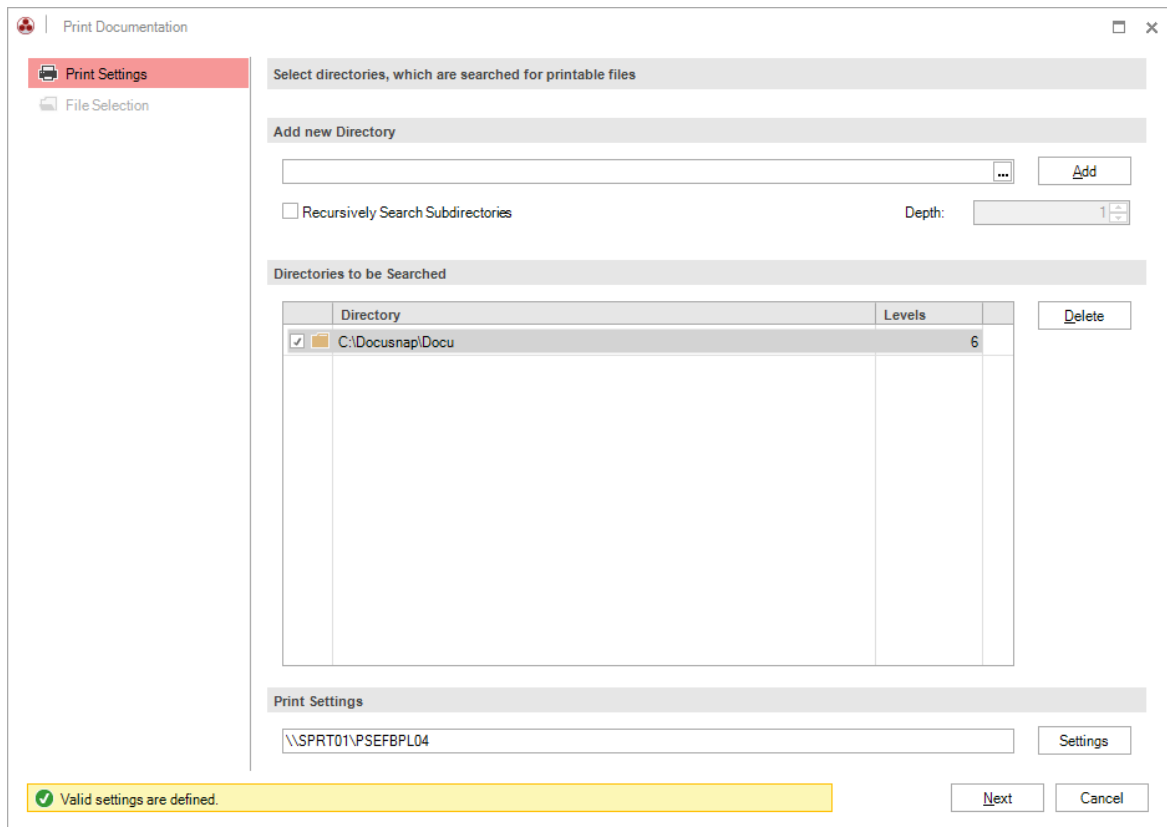 Print Documentation
Print Settings
File Selection
Select directories, which are searched for printable files
Add new Directory
... Add
Recursively Search Subdirectories Depth: 1
Directories to be Searched
Directory Levels Delete
C:\Docusnap\Docu 6
Print Settings
\\SPRT01\PSEFBPL04 Settings
Valid settings are defined. Next Cancel